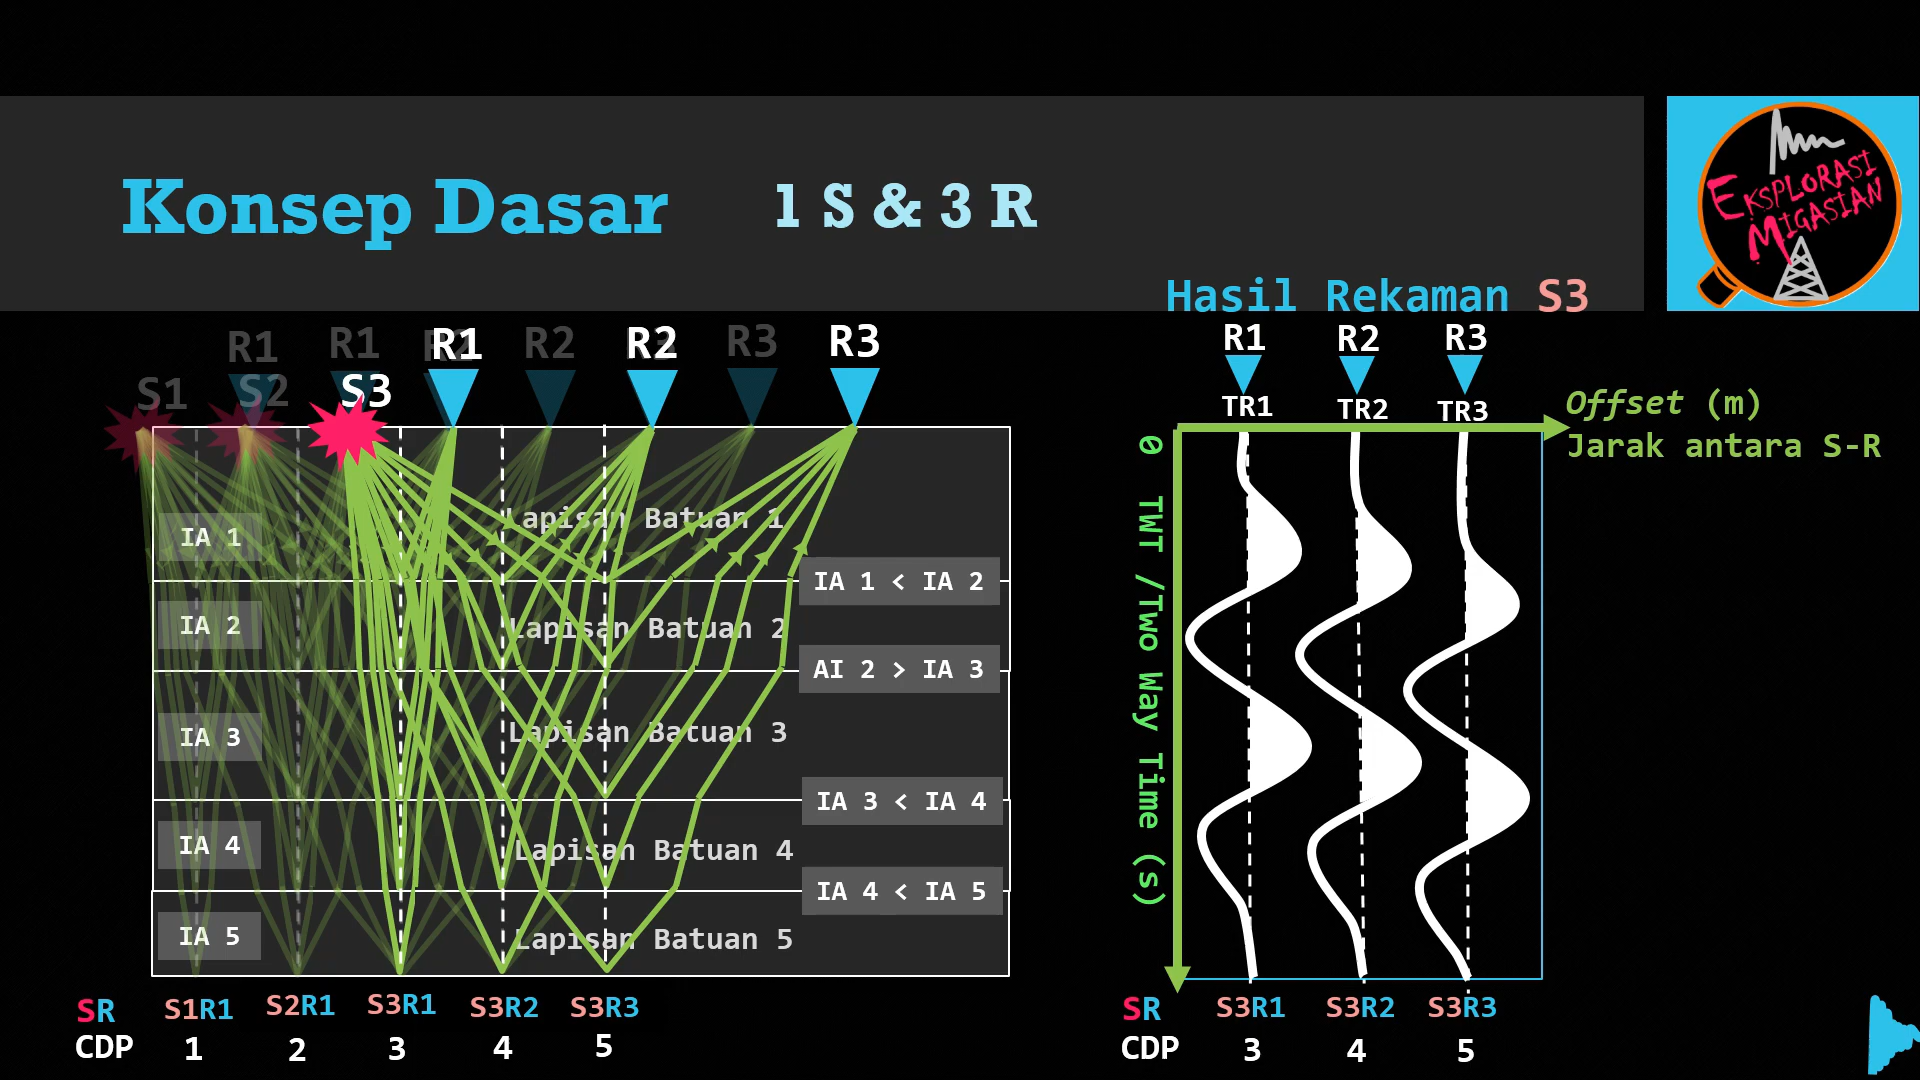 Konsep Dasar
1 S & 3 R
EKSPLORASI
MIGASIAN
Hasil Rekaman S3
R1 R1 R2 R1 R2 R2 R3 R3
S1 S2 S3
R1 R2 R3
TR1 TR2 TR3
Offset (m)
Jarak antara S-R
0 TWT /Two Way Time (s)
Lapisan Batuan 1
IA 1
IA 1 < IA 2
IA 2
Lapisan Batuan 2
AI 2 > IA 3
IA 3
Lapisan Batuan 3
IA 3 < IA 4
IA 4
Lapisan Batuan 4
IA 4 < IA 5
IA 5
Lapisan Batuan 5
SR S1R1 S2R1 S3R1 S3R2 S3R3
CDP 1 2 3 4 5
SR S3R1 S3R2 S3R3
CDP 3 4 5